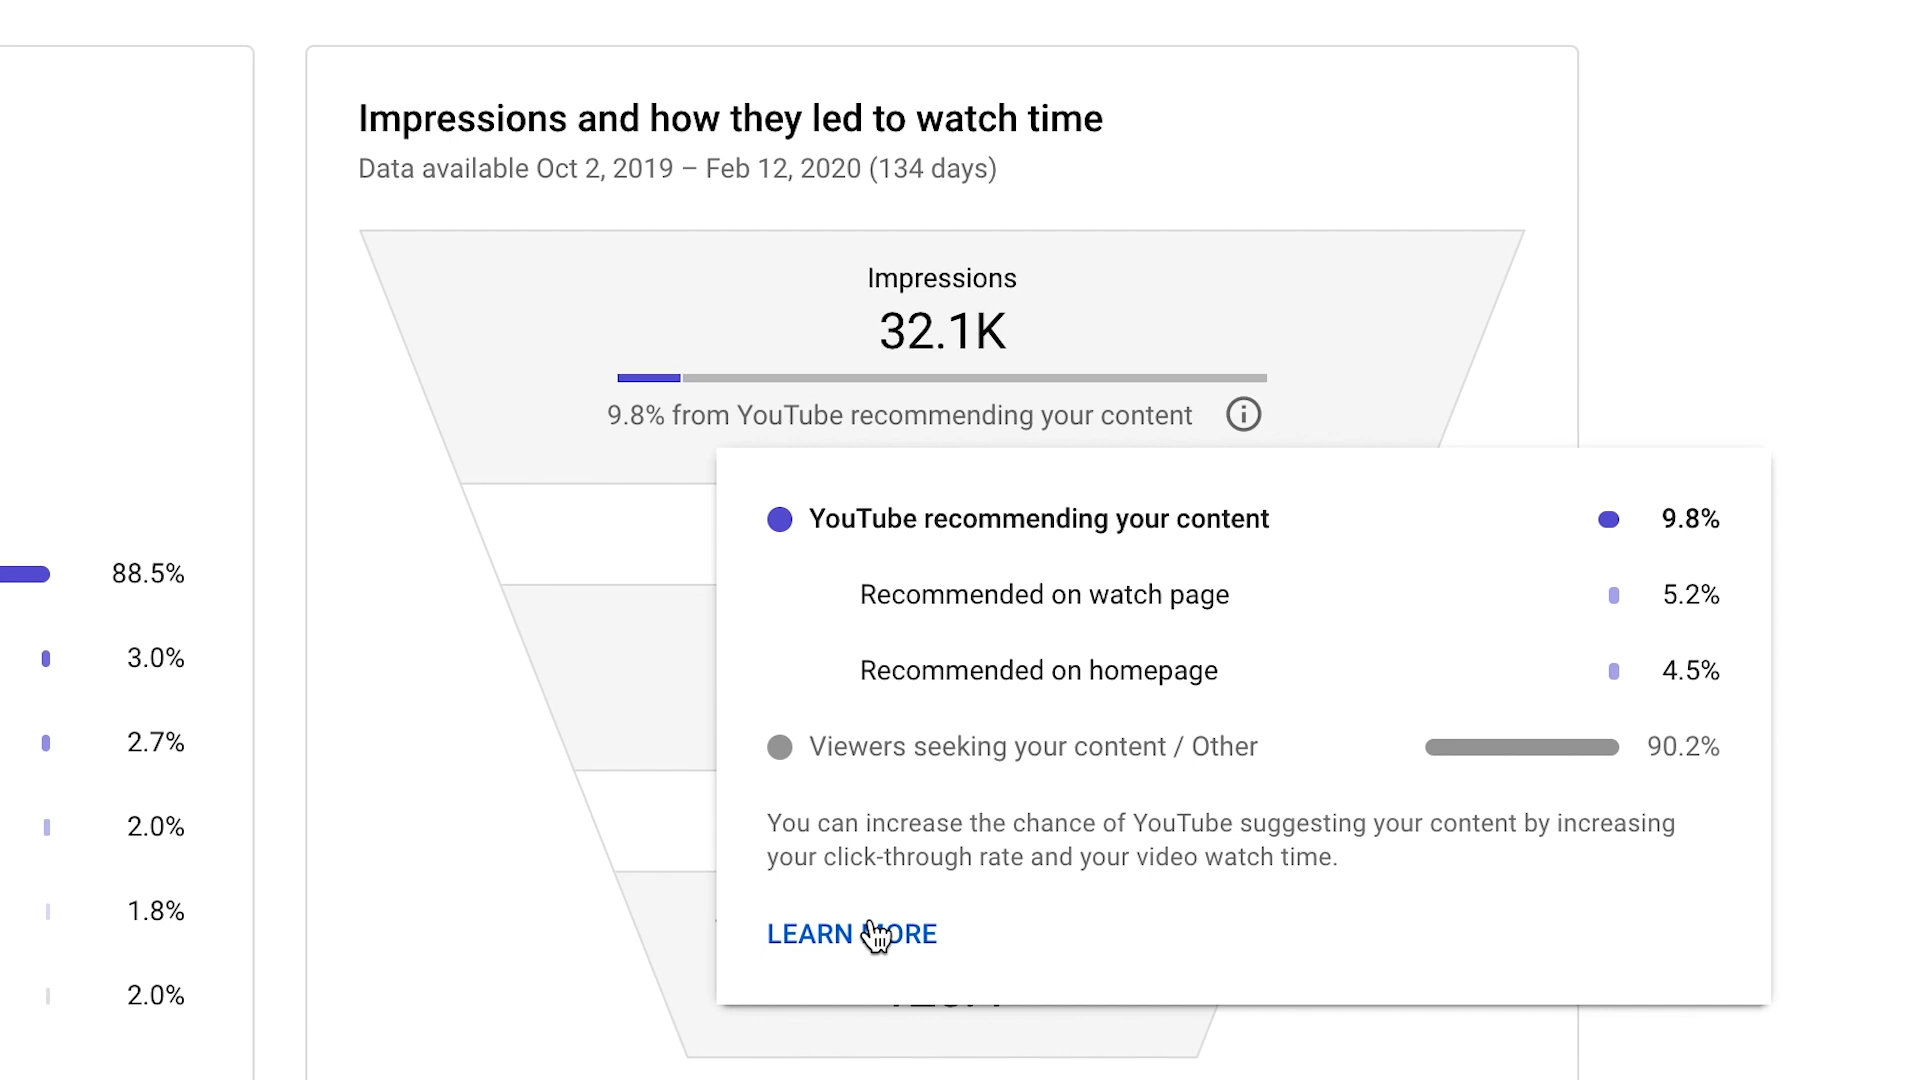 Impressions and how they led to watch time
Data available Oct 2, 2019 – Feb 12, 2020 (134 days)
Impressions
32.1K
9.8% from YouTube recommending your content
YouTube recommending your content 9.8%
Recommended on watch page 5.2%
Recommended on homepage 4.5%
Viewers seeking your content / Other 90.2%
You can increase the chance of YouTube suggesting your content by increasing
your click-through rate and your video watch time.
LEARN MORE
88.5%
3.0%
2.7%
2.0%
1.8%
2.0%